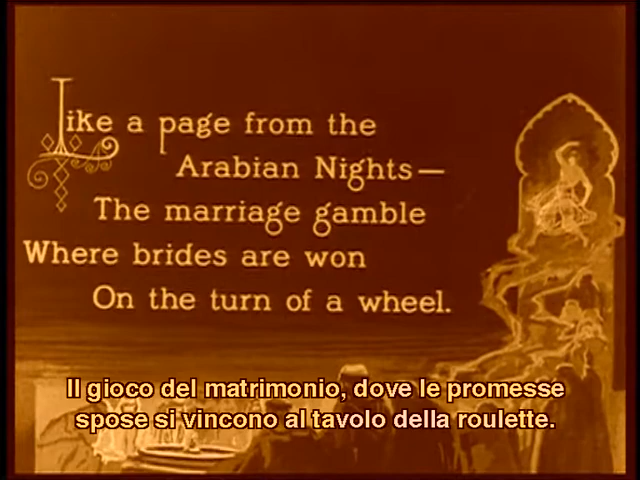 Like a page from the
Arabian Nights—
The marriage gamble
Where brides are won
On the turn of a wheel.
Il gioco del matrimonio, dove le promesse
spose si vincono al tavolo della roulette.